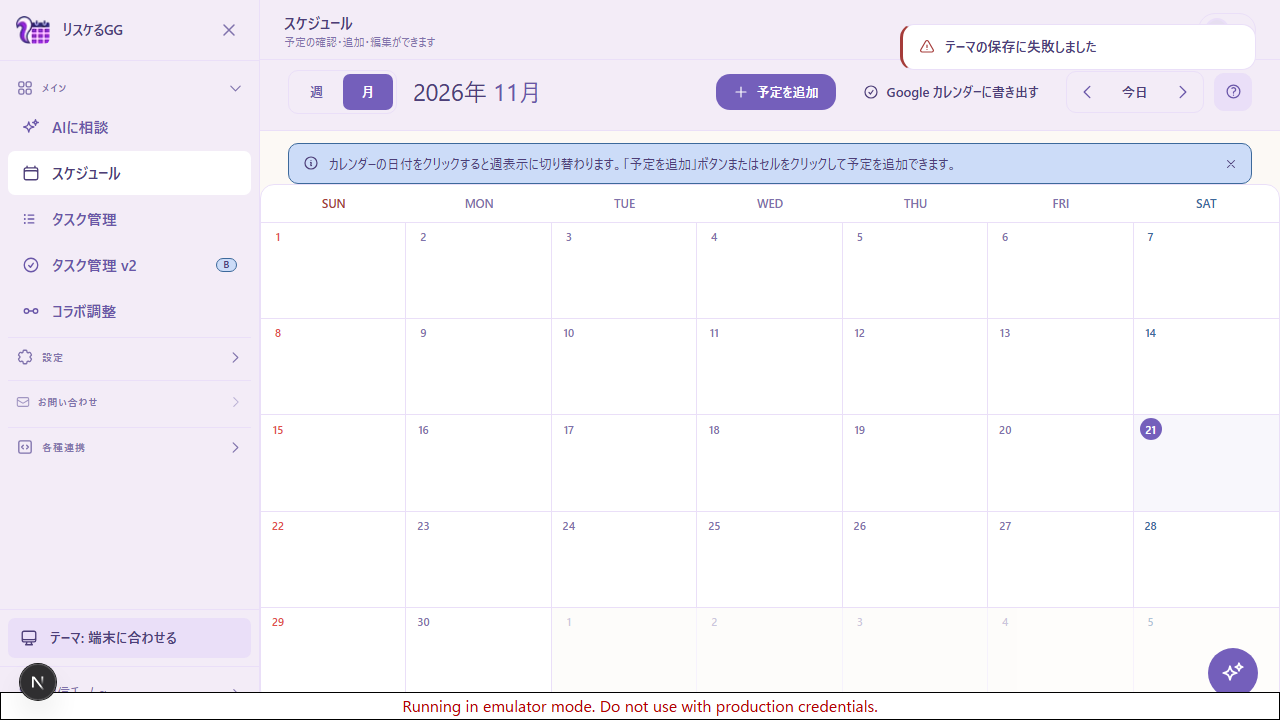 リスケるGG
メイン
AIに相談
スケジュール
タスク管理
タスク管理 v2
B
コラボ調整
設定
お問い合わせ
各種連携
テーマ: 端末に合わせる
N
スケジュール
予定の確認・追加・編集ができます
テーマの保存に失敗しました
週
月
2026年 11月
予定を追加
Google カレンダーに書き出す
今日
カレンダーの日付をクリックすると週表示に切り替わります。「予定を追加」ボタンまたはセルをクリックして予定を追加できます。
SUN MON TUE WED THU FRI SAT
1 2 3 4 5 6 7
8 9 10 11 12 13 14
15 16 17 18 19 20 21
22 23 24 25 26 27 28
29 30 1 2 3 4 5
Running in emulator mode. Do not use with production credentials.